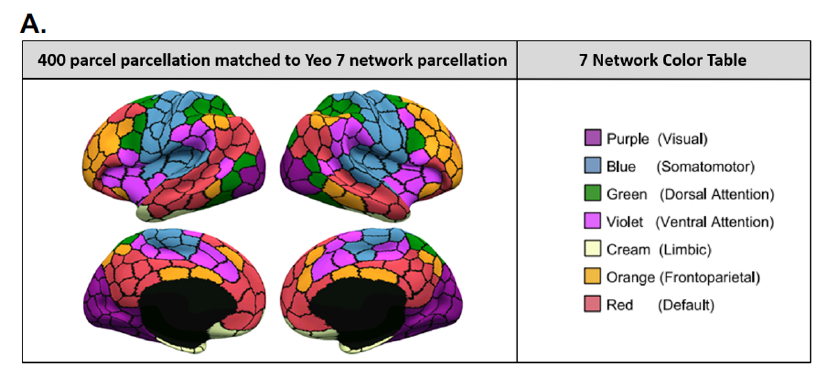 A.
400 parcel parcellation matched to Yeo 7 network parcellation
7 Network Color Table
Purple (Visual)
Blue (Somatomotor)
Green (Dorsal Attention)
Violet (Ventral Attention)
Cream (Limbic)
Orange (Frontoparietal)
Red (Default)